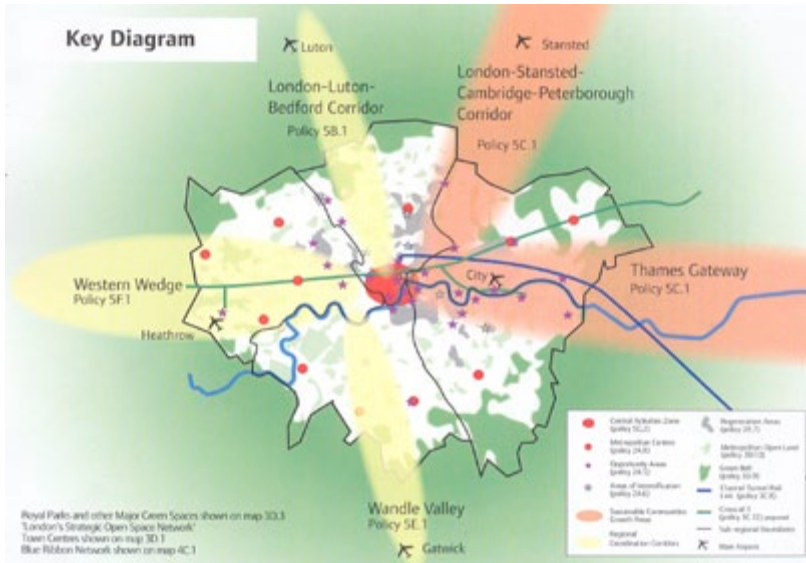 Key Diagram
Luton
Stansted
London-Luton-
Bedford Corridor
Policy 5B.1
London-Stansted-
Cambridge-Peterborough
Corridor
Policy 5C.1
Western Wedge
Policy 5F.1
Heathrow
City
Thames Gateway
Policy 5C.1
Wandle Valley
Policy 5E.1
Gatwick
Royal Parks and other Major Green Spaces shown on map 3D.3
'London's Strategic Open Space Network'
Town Centres shown on map 3D.1
Blue Ribbon Network shown on map 4C.1
Central Activities Zone
Metropolitan Centres
Opportunity Areas
Areas of Intensification
Sustainable Communities
Growth Areas
Regional
Coordination Corridors
Regeneration Areas
Metropolitan Open Land
Green Belt
Channel Tunnel Rail
Link
Crossrail 1
Sub-regional Boundaries
Main Airports